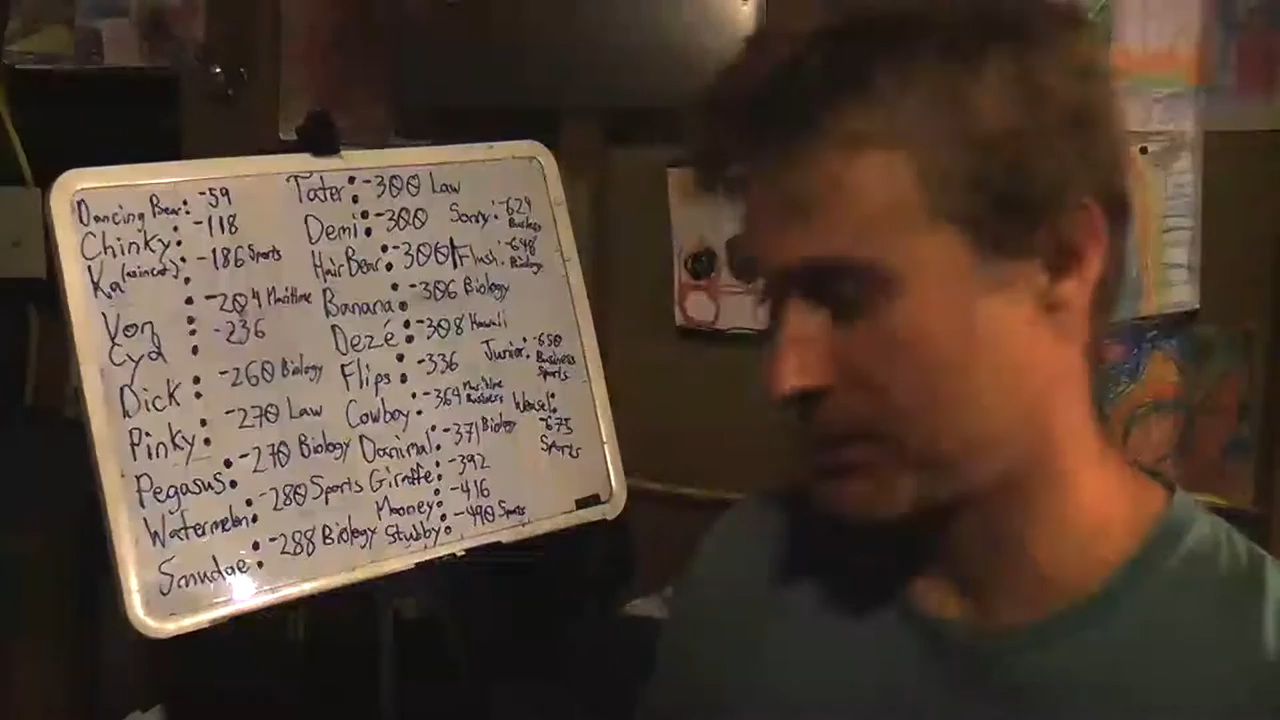 Dancing Bear: -59
Chinky: -118
Ka(raincut): -186 Sports
Von : -204 Maritime
Cyd : -236
Dick : -260 Biology
Pinky: -270 Law
Pegasus: -270 Biology
Watermelon: -280 Sports
Smudge: -288 Biology
Tater: -300 Law
Demi: -300
Hair Bear: -300
Banana: -306 Biology
Dezé: -308 Hawaii
Flips: -336
Cowboy: -364 Maritime Business
Danimal: -371 Biology
Giraffe: -392
Mooney: -416
Stubby: -490 Sports
Sorry: -624 Business
Flush: -648 Biology
Junior: -650 Business Sports
Weasel: -675 Sports